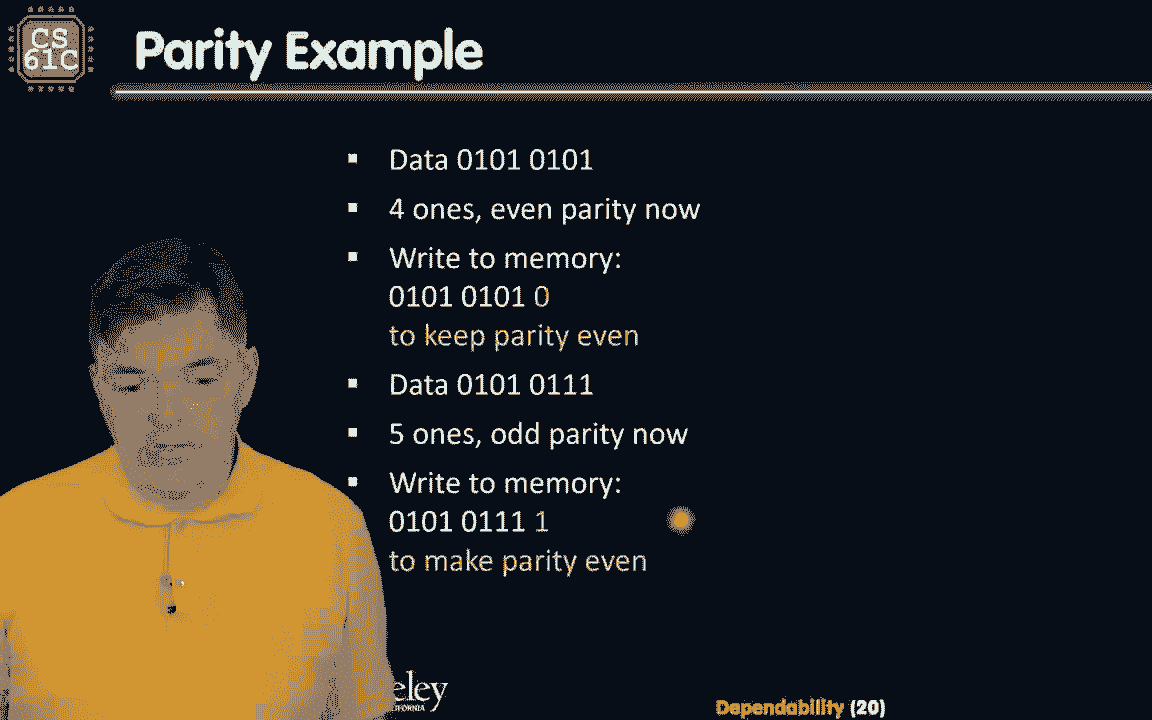 CS
61C
Parity Example
▪ Data 0101 0101
▪ 4 ones, even parity now
▪ Write to memory:
0101 0101 0
to keep parity even
▪ Data 0101 0111
▪ 5 ones, odd parity now
▪ Write to memory:
0101 0111 1
to make parity even
eley
Dependability (20)